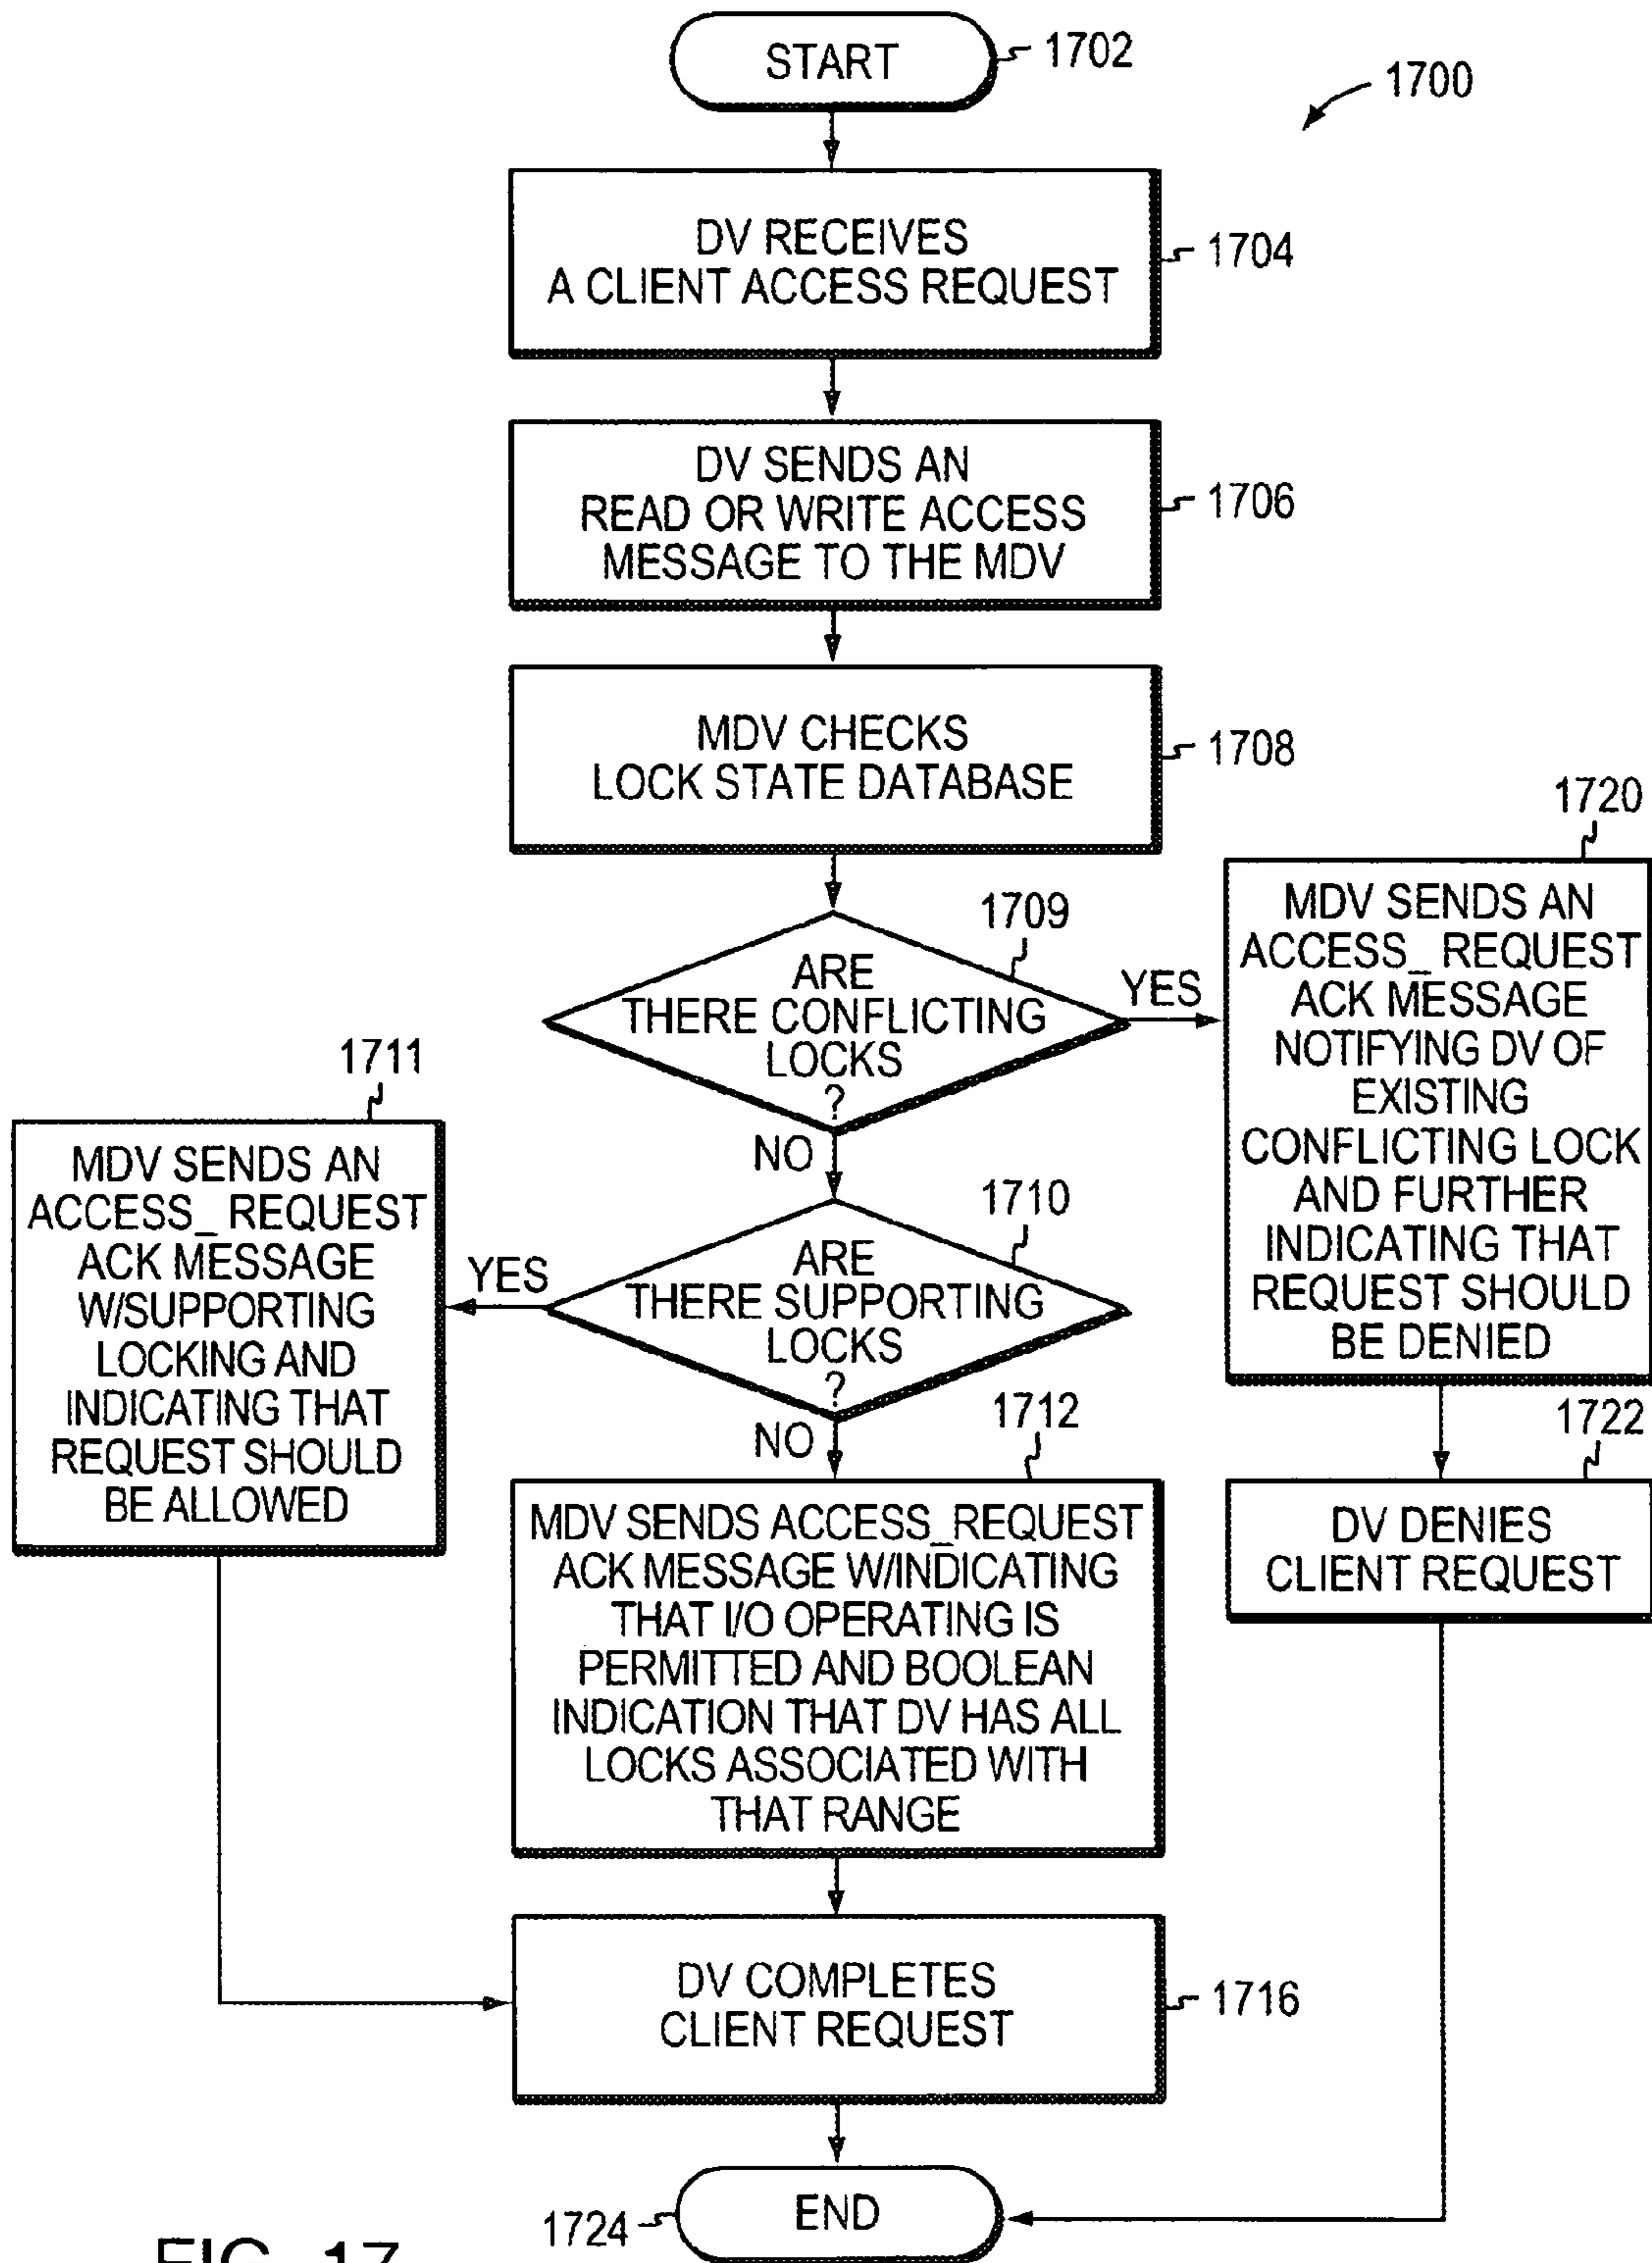 START
1702
1700
DV RECEIVES
A CLIENT ACCESS REQUEST
1704
DV SENDS AN
READ OR WRITE ACCESS
MESSAGE TO THE MDV
1706
MDV CHECKS
LOCK STATE DATABASE
1708
1709
ARE
THERE CONFLICTING
LOCKS
?
YES
NO
1720
MDV SENDS AN
ACCESS_ REQUEST
ACK MESSAGE
NOTIFYING DV OF
EXISTING
CONFLICTING LOCK
AND FURTHER
INDICATING THAT
REQUEST SHOULD
BE DENIED
1710
ARE
THERE SUPPORTING
LOCKS
?
YES
NO
1711
MDV SENDS AN
ACCESS_ REQUEST
ACK MESSAGE
W/SUPPORTING
LOCKING AND
INDICATING THAT
REQUEST SHOULD
BE ALLOWED
1712
MDV SENDS ACCESS_REQUEST
ACK MESSAGE W/INDICATING
THAT I/O OPERATING IS
PERMITTED AND BOOLEAN
INDICATION THAT DV HAS ALL
LOCKS ASSOCIATED WITH
THAT RANGE
1722
DV DENIES
CLIENT REQUEST
DV COMPLETES
CLIENT REQUEST
1716
END
1724
FIG. 17